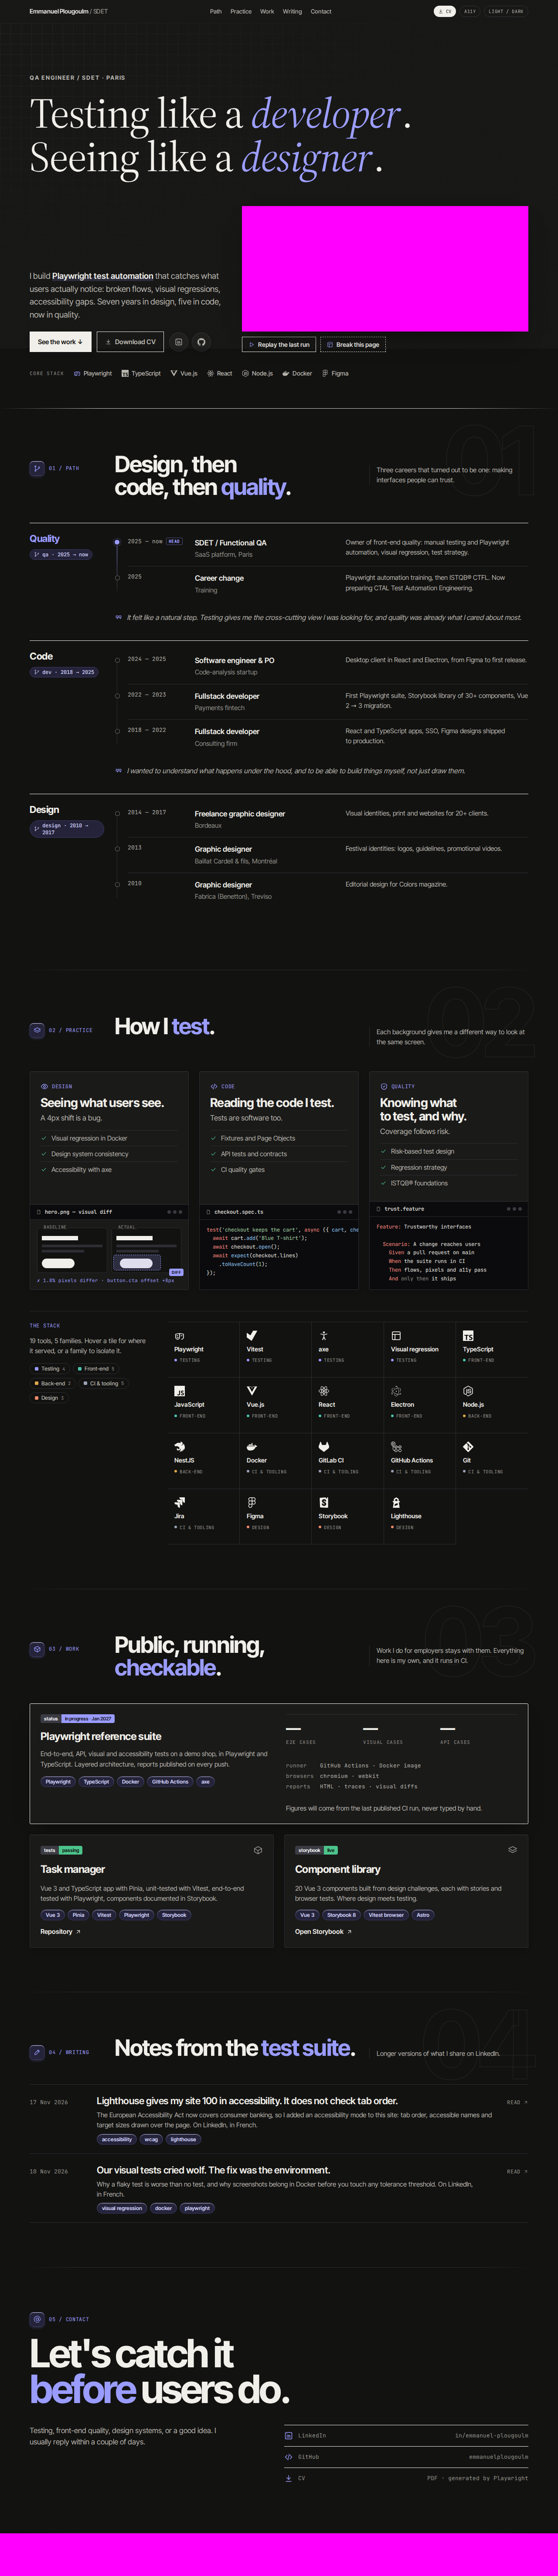 Emmanuel Plougoulm / SDET
Path Practice Work Writing Contact
CV A11Y LIGHT / DARK
QA ENGINEER / SDET · PARIS
Testing like a developer.
Seeing like a designer.
I build Playwright test automation that catches what
users actually notice: broken flows, visual regressions,
accessibility gaps. Seven years in design, five in code,
now in quality.
See the work ↓
Download CV
Replay the last run
Break this page
CORE STACK Playwright TypeScript Vue.js React Node.js Docker Figma
01
01 / PATH
Design, then
code, then quality.
Three careers that turned out to be one: making
interfaces people can trust.
Quality
qa · 2025 → now
2025 — now HEAD
SDET / Functional QA
SaaS platform, Paris
Owner of front-end quality: manual testing and Playwright
automation, visual regression, test strategy.
2025
Career change
Training
Playwright automation training, then ISTQB® CTFL. Now
preparing CTAL Test Automation Engineering.
It felt like a natural step. Testing gives me the cross-cutting view I was looking for, and quality was already what I cared about most.
Code
dev · 2018 → 2025
2024 — 2025
Software engineer & PO
Code-analysis startup
Desktop client in React and Electron, from Figma to first release.
2022 — 2023
Fullstack developer
Payments fintech
First Playwright suite, Storybook library of 30+ components, Vue
2 → 3 migration.
2018 — 2022
Fullstack developer
Consulting firm
React and TypeScript apps, SSO, Figma designs shipped
to production.
I wanted to understand what happens under the hood, and to be able to build things myself, not just draw them.
Design
design · 2010 →
2017
2014 — 2017
Freelance graphic designer
Bordeaux
Visual identities, print and websites for 20+ clients.
2013
Graphic designer
Baillat Cardell & fils, Montréal
Festival identities: logos, guidelines, promotional videos.
2010
Graphic designer
Fabrica (Benetton), Treviso
Editorial design for Colors magazine.
02
02 / PRACTICE
How I test.
Each background gives me a different way to look at
the same screen.
DESIGN
Seeing what users see.
A 4px shift is a bug.
Visual regression in Docker
Design system consistency
Accessibility with axe
hero.png — visual diff
BASELINE ACTUAL
DIFF
✗ 1.8% pixels differ · button.cta offset +8px
CODE
Reading the code I test.
Tests are software too.
Fixtures and Page Objects
API tests and contracts
CI quality gates
checkout.spec.ts
test('checkout keeps the cart', async ({ cart, che
await cart.add('Blue T-shirt');
await checkout.open();
await expect(checkout.lines)
.toHaveCount(1);
});
QUALITY
Knowing what
to test, and why.
Coverage follows risk.
Risk-based test design
Regression strategy
ISTQB® foundations
trust.feature
Feature: Trustworthy interfaces
Scenario: A change reaches users
Given a pull request on main
When the suite runs in CI
Then flows, pixels and a11y pass
And only then it ships
THE STACK
19 tools, 5 families. Hover a tile for where
it served, or a family to isolate it.
Testing 4 Front-end 5
Back-end 2 CI & tooling 5
Design 3
Playwright
TESTING
Vitest
TESTING
axe
TESTING
Visual regression
TESTING
TypeScript
FRONT-END
JavaScript
FRONT-END
Vue.js
FRONT-END
React
FRONT-END
Electron
FRONT-END
Node.js
BACK-END
NestJS
BACK-END
Docker
CI & TOOLING
GitLab CI
CI & TOOLING
GitHub Actions
CI & TOOLING
Git
CI & TOOLING
Jira
CI & TOOLING
Figma
DESIGN
Storybook
DESIGN
Lighthouse
DESIGN
03
03 / WORK
Public, running,
checkable.
Work I do for employers stays with them. Everything
here is my own, and it runs in CI.
status in progress · Jan 2027
Playwright reference suite
End-to-end, API, visual and accessibility tests on a demo shop, in Playwright and
TypeScript. Layered architecture, reports published on every push.
Playwright TypeScript Docker GitHub Actions axe
— — —
E2E CASES VISUAL CASES API CASES
runner GitHub Actions · Docker image
browsers chromium · webkit
reports HTML · traces · visual diffs
Figures will come from the last published CI run, never typed by hand.
tests passing
Task manager
Vue 3 and TypeScript app with Pinia, unit-tested with Vitest, end-to-end
tested with Playwright, components documented in Storybook.
Vue 3 Pinia Vitest Playwright Storybook
Repository ↗
storybook live
Component library
20 Vue 3 components built from design challenges, each with stories and
browser tests. Where design meets testing.
Vue 3 Storybook 8 Vitest browser Astro
Open Storybook ↗
04
04 / WRITING
Notes from the test suite.
Longer versions of what I share on LinkedIn.
17 Nov 2026
Lighthouse gives my site 100 in accessibility. It does not check tab order.
READ
The European Accessibility Act now covers consumer banking, so I added an accessibility mode to this site: tab order, accessible names and
target sizes drawn over the page. On LinkedIn, in French.
accessibility wcag lighthouse
10 Nov 2026
Our visual tests cried wolf. The fix was the environment.
READ
Why a flaky test is worse than no test, and why screenshots belong in Docker before you touch any tolerance threshold. On LinkedIn,
in French.
visual regression docker playwright
05 / CONTACT
Let's catch it
before users do.
Testing, front-end quality, design systems, or a good idea. I
usually reply within a couple of days.
LinkedIn in/emmanuel-plougoulm
GitHub emmanuelplougoulm
CV PDF · generated by Playwright